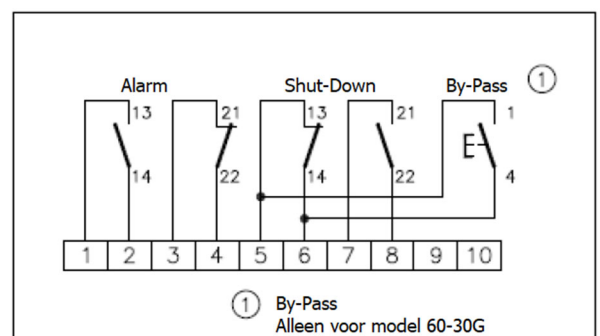 Alarm Shut-Down By-Pass 1
13 21 13 21 1
14 22 14 22 4
1 2 3 4 5 6 7 8 9 10
1 By-Pass
Alleen voor model 60-30G